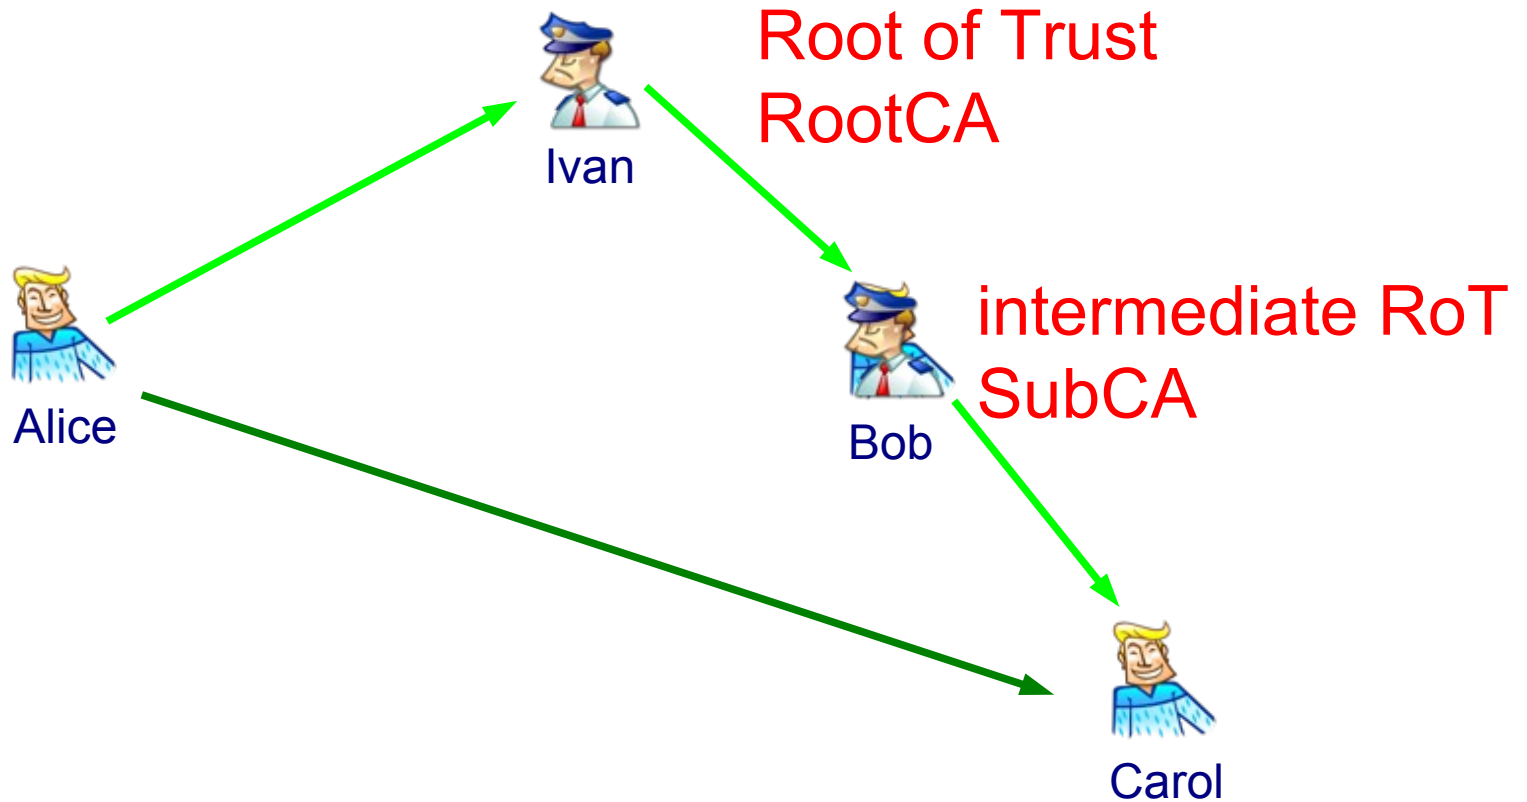 Root of Trust
RootCA
Ivan
intermediate RoT
SubCA
Alice
Bob
Carol